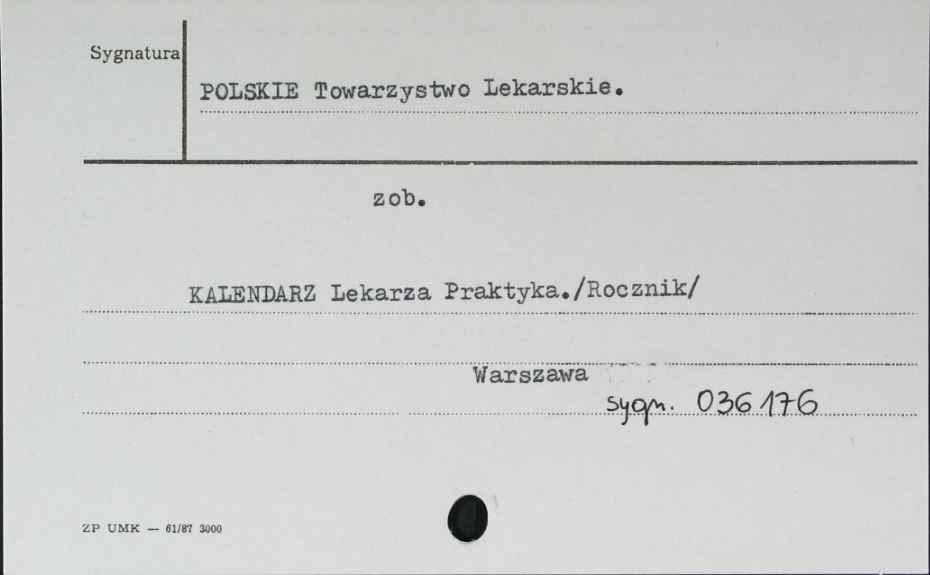 Sygnatura
POLSKIE Towarzystwo Lekarskie.
zob.
KALENDARZ Lekarza Praktyka./Rocznik/
Warszawa
sygn. 036176
ZP UMK — 61/87 3000